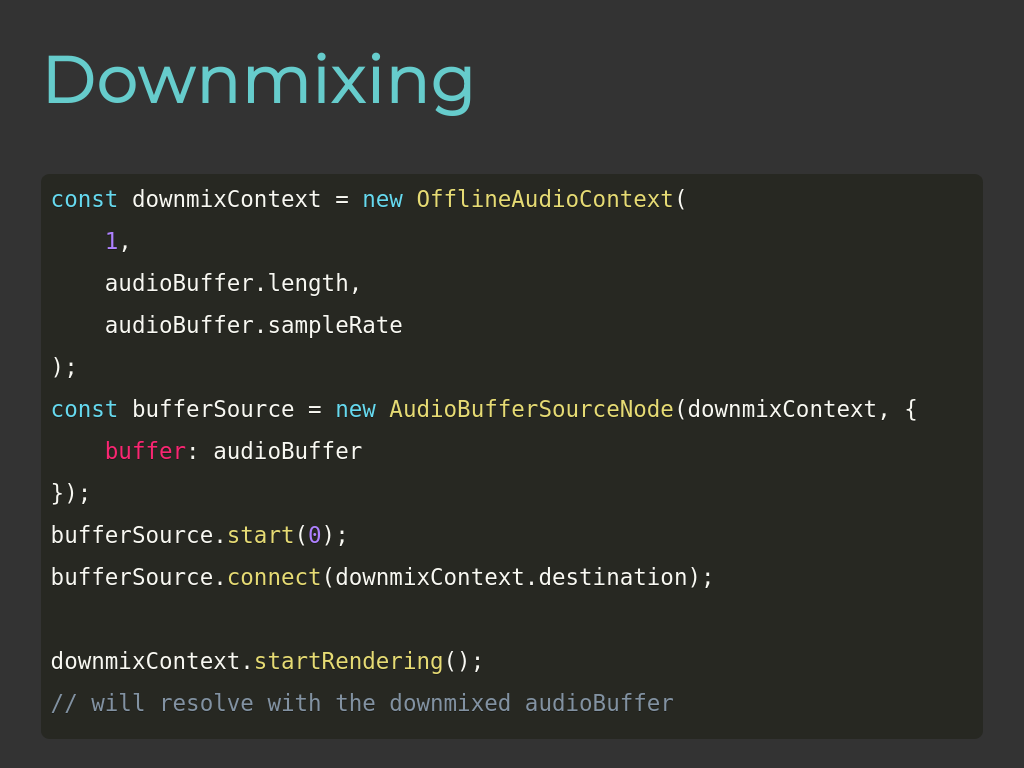 Downmixing
const downmixContext = new OfflineAudioContext(
    1,
    audioBuffer.length,
    audioBuffer.sampleRate
);
const bufferSource = new AudioBufferSourceNode(downmixContext, {
    buffer: audioBuffer
});
bufferSource.start(0);
bufferSource.connect(downmixContext.destination);

downmixContext.startRendering();
// will resolve with the downmixed audioBuffer